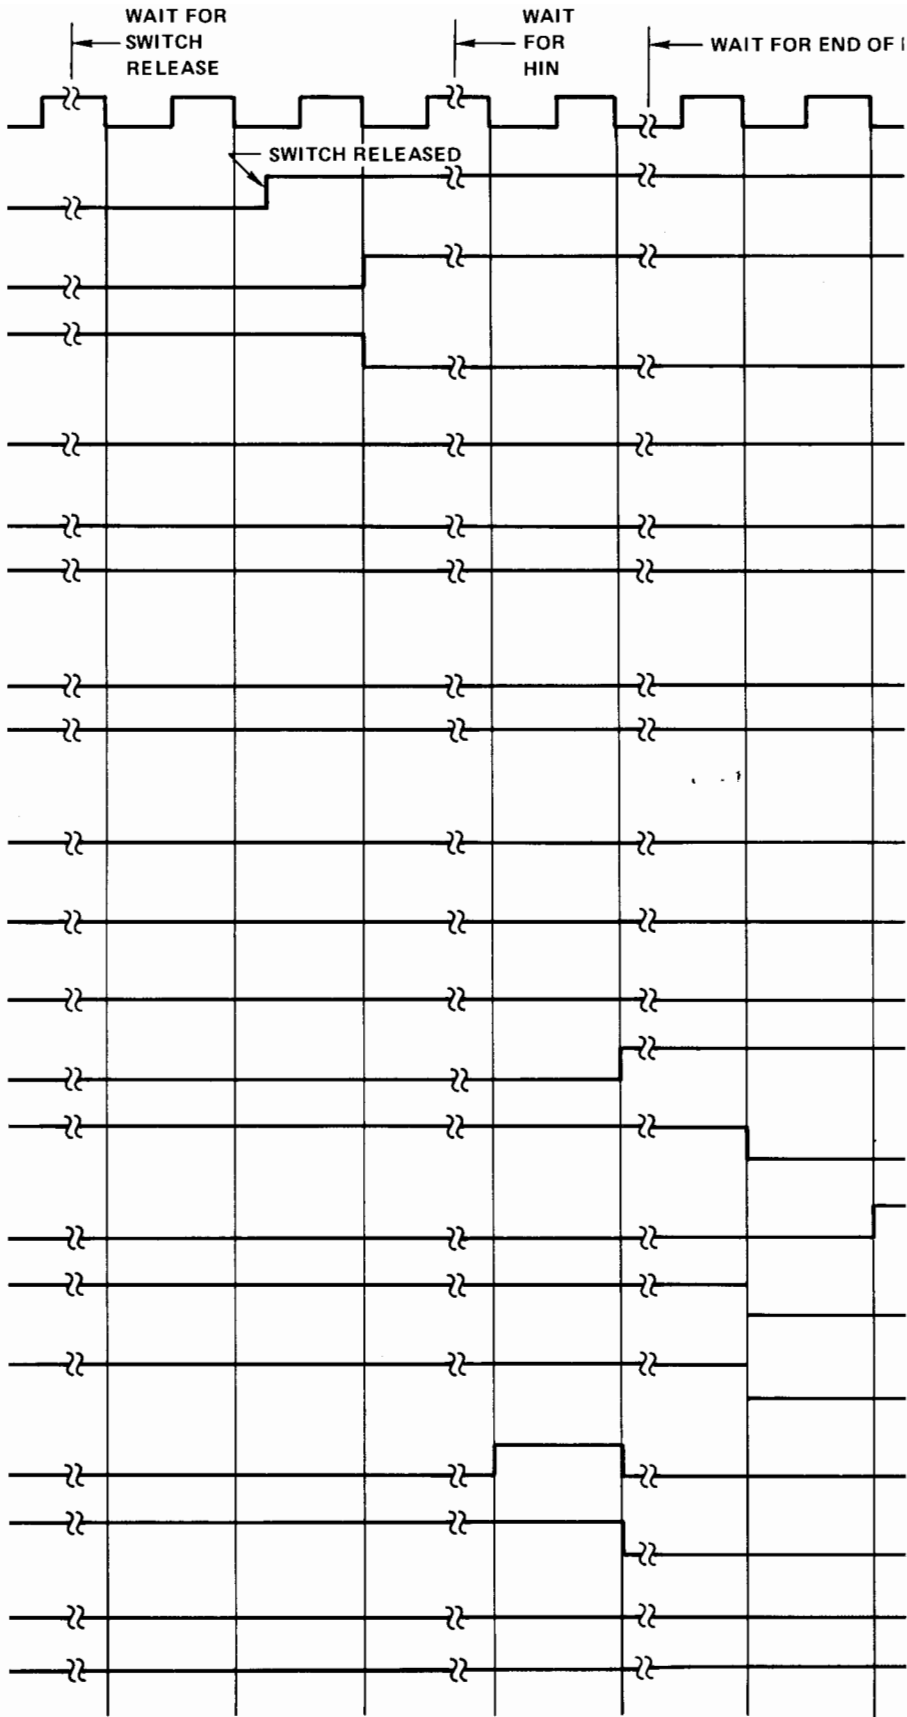 WAIT FOR
SWITCH
RELEASE
WAIT
FOR
HIN
WAIT FOR END OF
SWITCH RELEASED